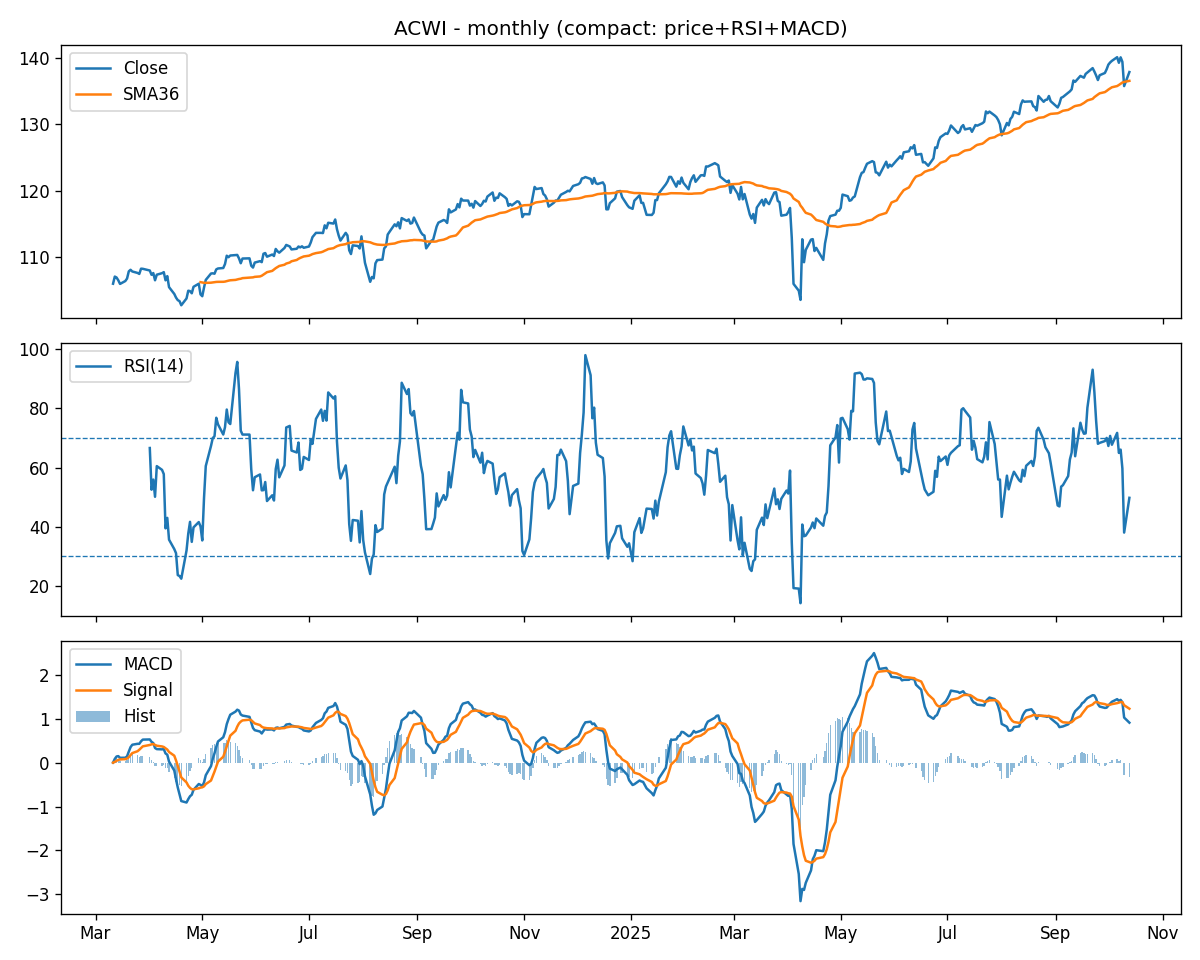 ACWI - monthly (compact: price+RSI+MACD)
140
130
120
110
Close
SMA36
100
80
60
40
20
RSI(14)
2
1
0
−1
−2
−3
MACD
Signal
Hist
Mar May Jul Sep Nov 2025 Mar May Jul Sep Nov